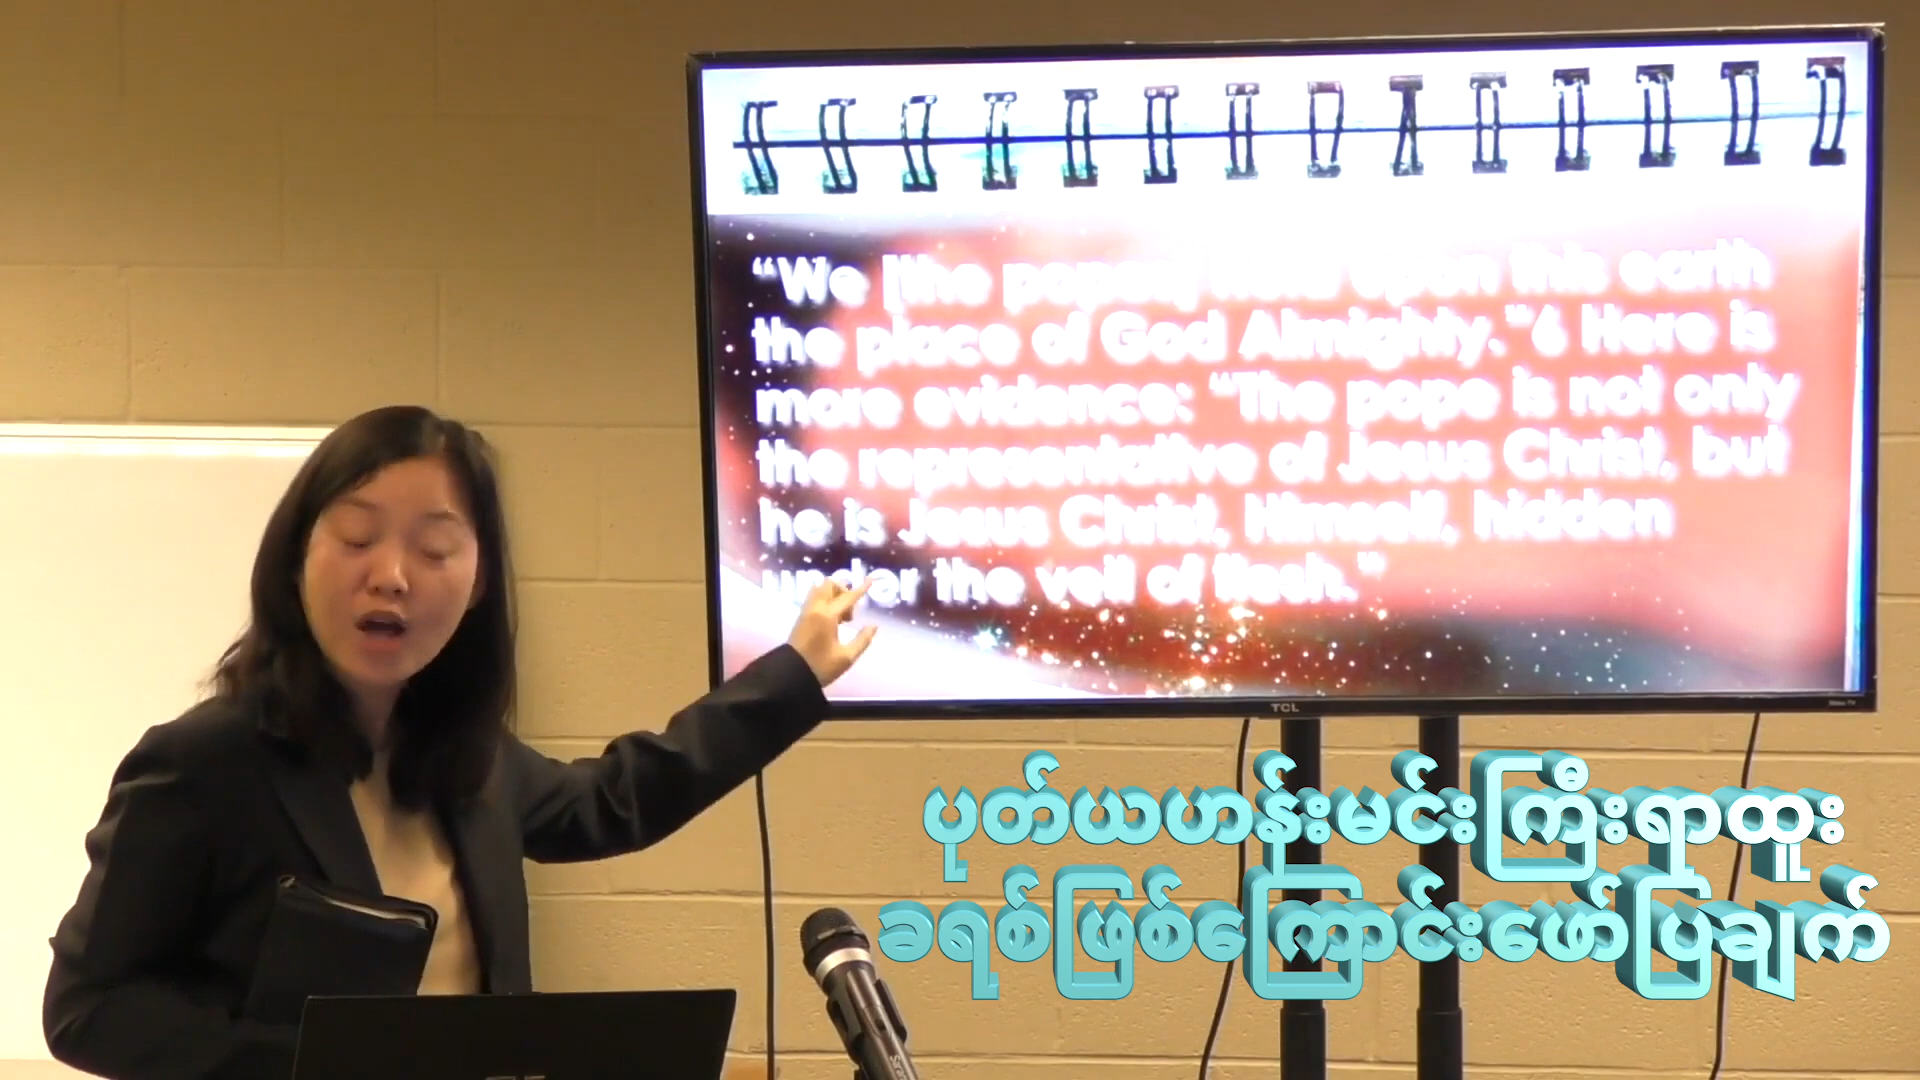 “We [the popes] hold upon this earth
the place of God Almighty.”6 Here is
more evidence: “The pope is not only
the representative of Jesus Christ, but
he is Jesus Christ, Himself, hidden
under the veil of flesh.”
TCL
ပုတ်ယဟန်းမင်းကြီးရာထူး
ခရစ်ဖြစ်ကြောင်းဖော်ပြချက်